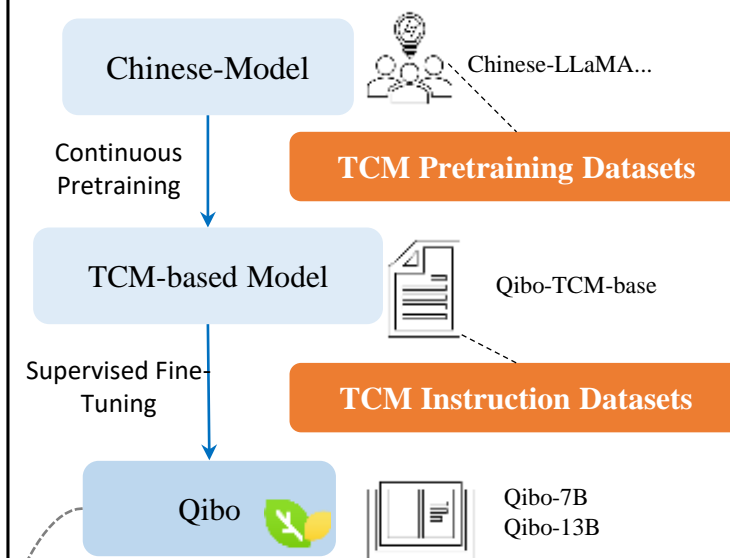 Chinese-Model
Chinese-LLaMA...
Continuous
Pretraining
TCM Pretraining Datasets
TCM-based Model
Qibo-TCM-base
Supervised Fine-
Tuning
TCM Instruction Datasets
Qibo
Qibo-7B
Qibo-13B